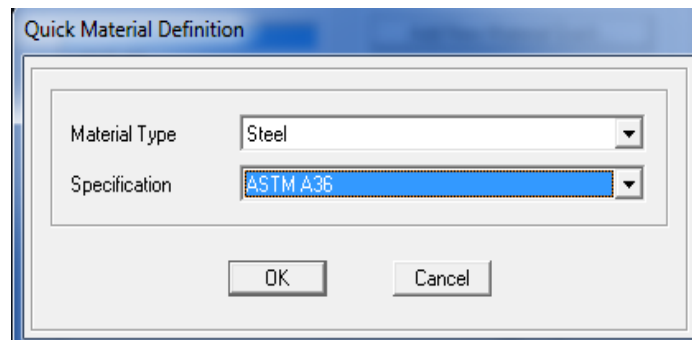 Quick Material Definition
Material Type Steel
Specification ASTM A36
OK Cancel